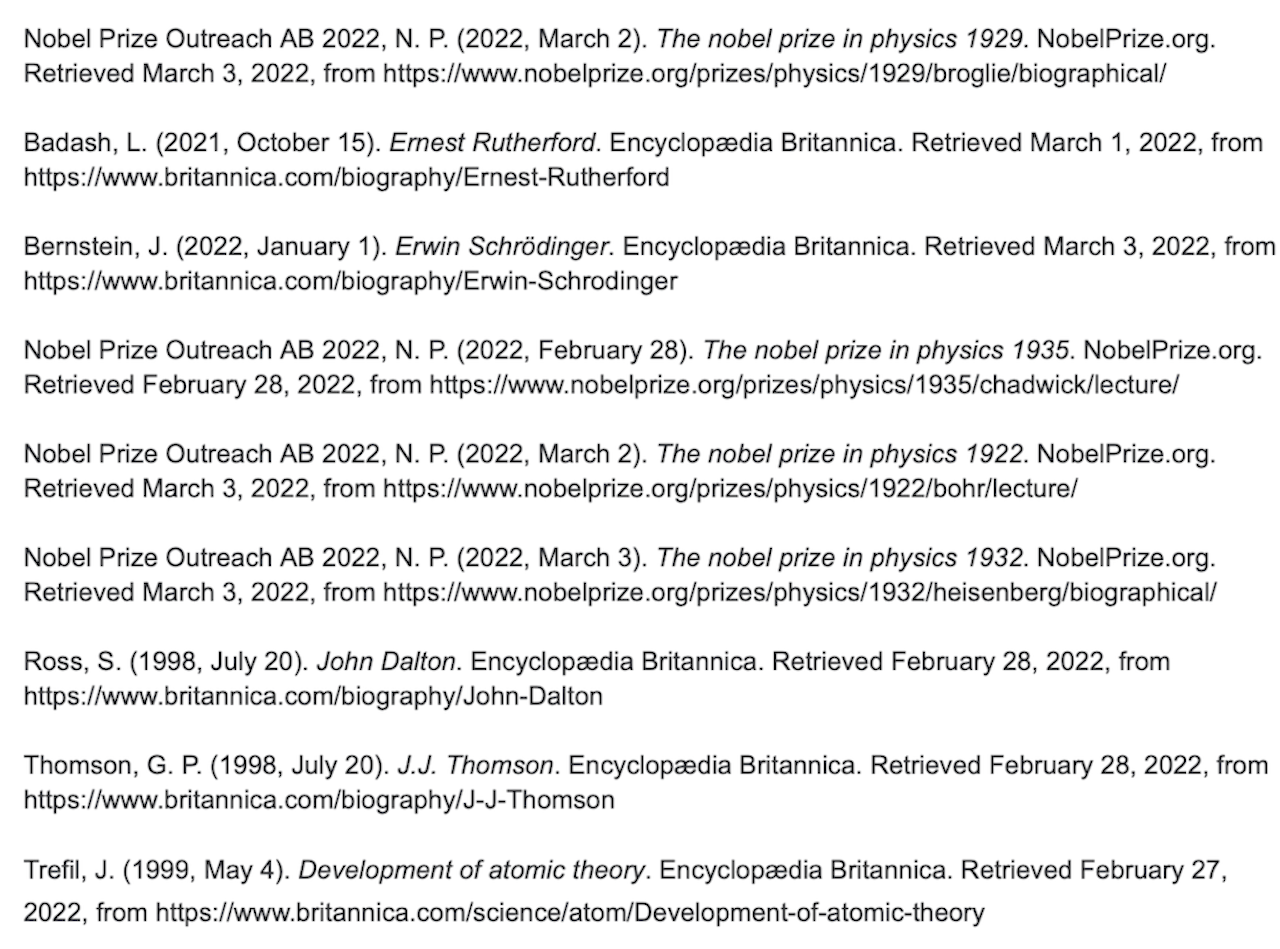 Nobel Prize Outreach AB 2022, N. P. (2022, March 2). The nobel prize in physics 1929. NobelPrize.org.
Retrieved March 3, 2022, from https://www.nobelprize.org/prizes/physics/1929/broglie/biographical/
Badash, L. (2021, October 15). Ernest Rutherford. Encyclopædia Britannica. Retrieved March 1, 2022, from
https://www.britannica.com/biography/Ernest-Rutherford
Bernstein, J. (2022, January 1). Erwin Schrödinger. Encyclopædia Britannica. Retrieved March 3, 2022, from
https://www.britannica.com/biography/Erwin-Schrodinger
Nobel Prize Outreach AB 2022, N. P. (2022, February 28). The nobel prize in physics 1935. NobelPrize.org.
Retrieved February 28, 2022, from https://www.nobelprize.org/prizes/physics/1935/chadwick/lecture/
Nobel Prize Outreach AB 2022, N. P. (2022, March 2). The nobel prize in physics 1922. NobelPrize.org.
Retrieved March 3, 2022, from https://www.nobelprize.org/prizes/physics/1922/bohr/lecture/
Nobel Prize Outreach AB 2022, N. P. (2022, March 3). The nobel prize in physics 1932. NobelPrize.org.
Retrieved March 3, 2022, from https://www.nobelprize.org/prizes/physics/1932/heisenberg/biographical/
Ross, S. (1998, July 20). John Dalton. Encyclopædia Britannica. Retrieved February 28, 2022, from
https://www.britannica.com/biography/John-Dalton
Thomson, G. P. (1998, July 20). J.J. Thomson. Encyclopædia Britannica. Retrieved February 28, 2022, from
https://www.britannica.com/biography/J-J-Thomson
Trefil, J. (1999, May 4). Development of atomic theory. Encyclopædia Britannica. Retrieved February 27,
2022, from https://www.britannica.com/science/atom/Development-of-atomic-theory